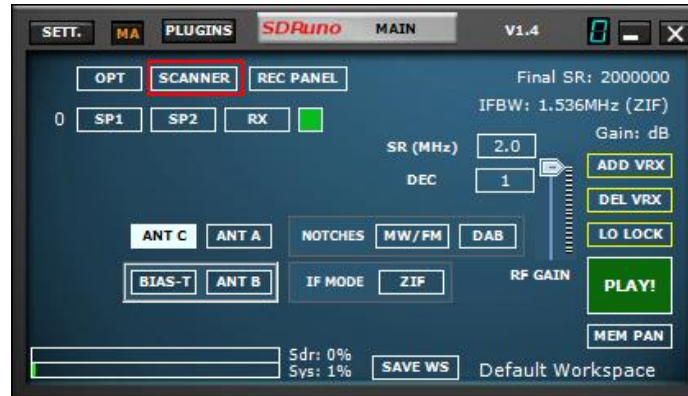 SETT. MA PLUGINS SDRuno MAIN V1.4
OPT SCANNER REC PANEL Final SR: 2000000
IFBW: 1.536MHz (ZIF)
0 SP1 SP2 RX Gain: dB
SR (MHz) 2.0
ADD VRX
DEC 1
DEL VRX
ANT C ANT A NOTCHES MW/FM DAB LO LOCK
BIAS-T ANT B IF MODE ZIF RF GAIN PLAY!
MEM PAN
Sdr: 0%
Sys: 1% SAVE WS Default Workspace